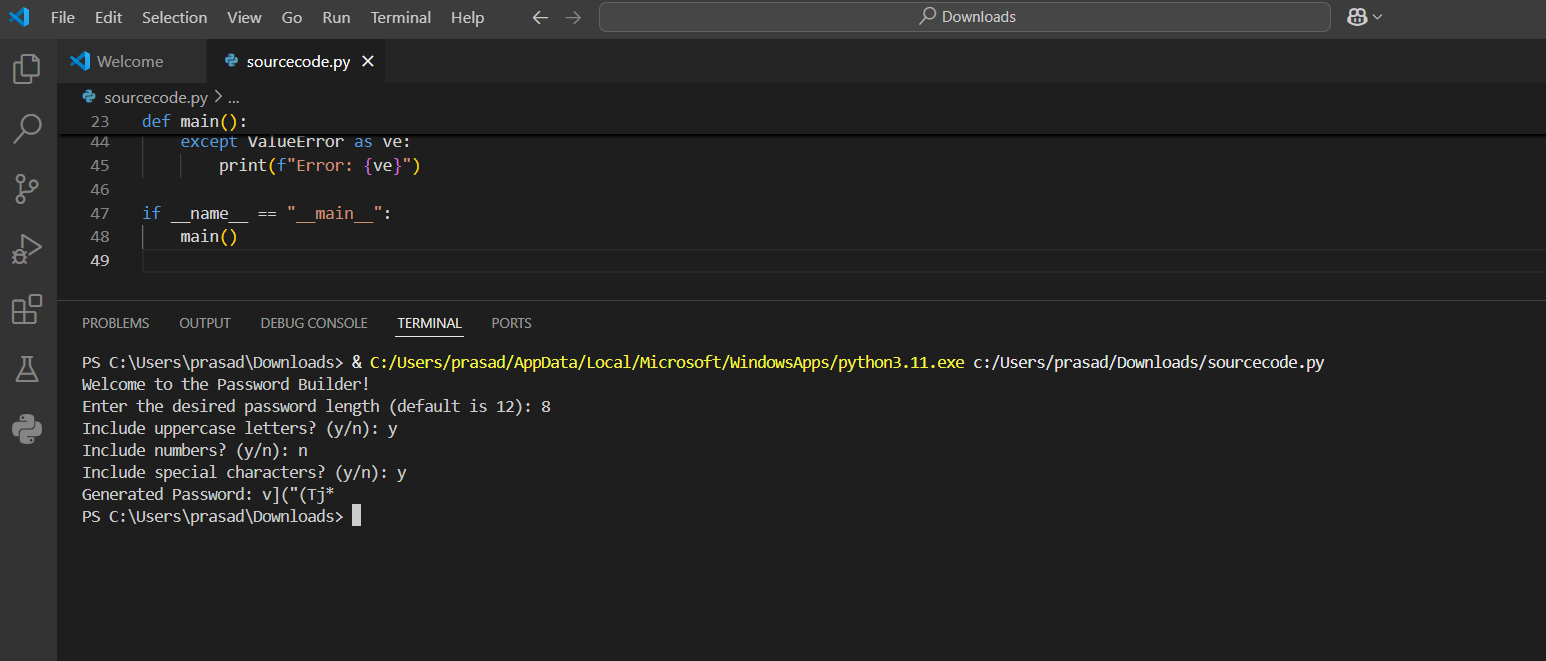 File Edit Selection View Go Run Terminal Help Downloads
Welcome sourcecode.py
sourcecode.py > ...
23 def main():
44 except ValueError as ve:
45 print(f"Error: {ve}")
46
47 if __name__ == "__main__":
48 main()
49
PROBLEMS OUTPUT DEBUG CONSOLE TERMINAL PORTS
PS C:\Users\prasad\Downloads> & C:/Users/prasad/AppData/Local/Microsoft/WindowsApps/python3.11.exe c:/Users/prasad/Downloads/sourcecode.py
Welcome to the Password Builder!
Enter the desired password length (default is 12): 8
Include uppercase letters? (y/n): y
Include numbers? (y/n): n
Include special characters? (y/n): y
Generated Password: v]("(Tj*
PS C:\Users\prasad\Downloads>